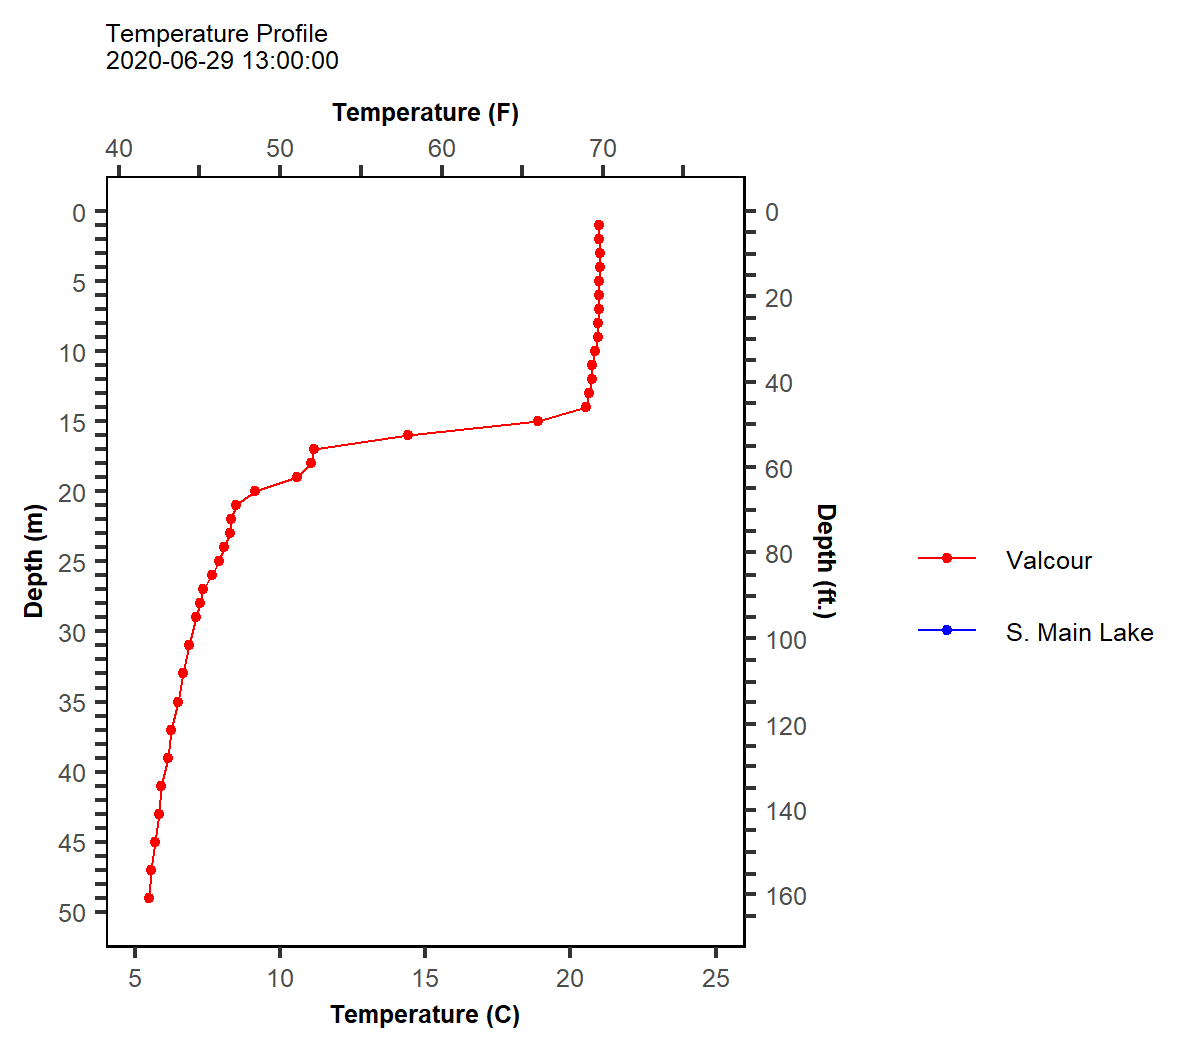 Temperature Profile
2020-06-29 13:00:00
Temperature (F)
40 50 60 70
0 0
5
20
10
40
15
60
20
80
25
100
30
35
120
40
140
45
160
50
Depth (m)
Depth (ft.)
Valcour
S. Main Lake
5 10 15 20 25
Temperature (C)